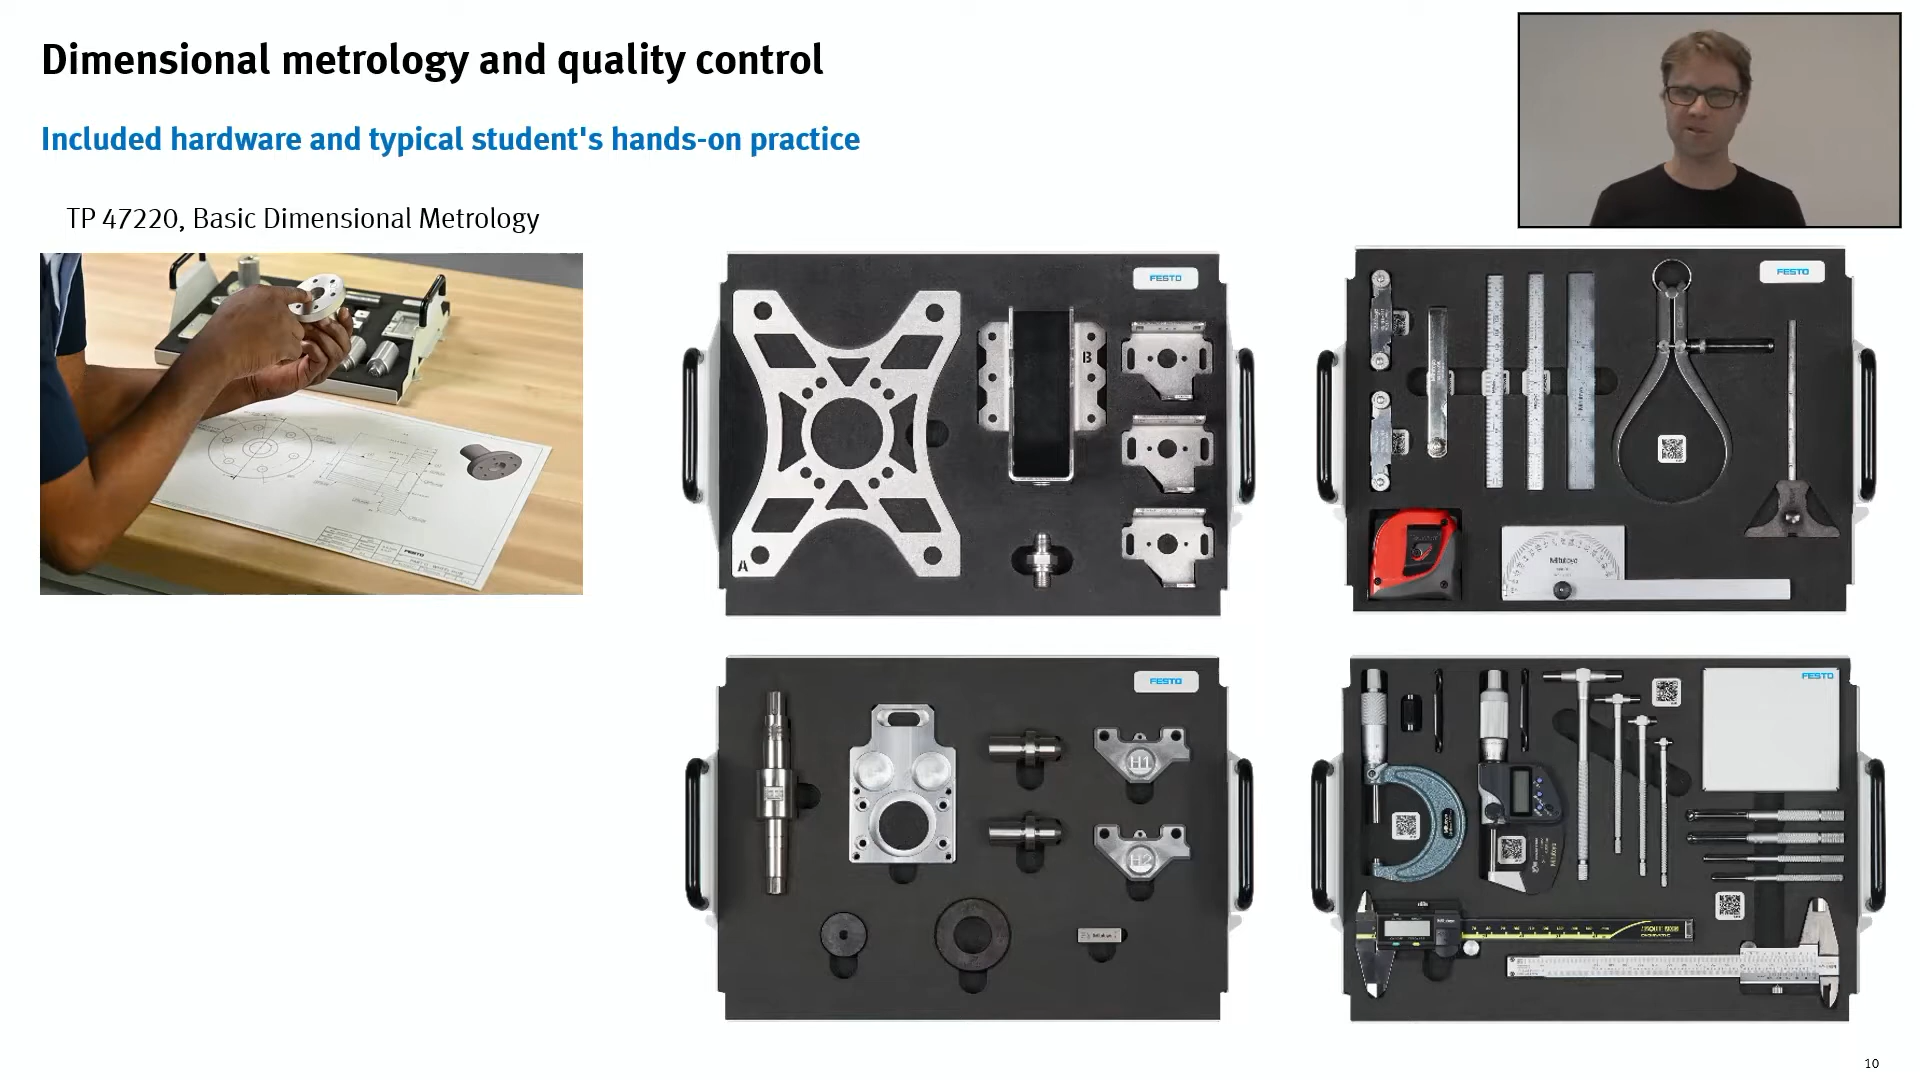 Dimensional metrology and quality control
Included hardware and typical student's hands-on practice
TP 47220, Basic Dimensional Metrology
FESTO
FESTO
A
B
FESTO
Mitutoyo
FESTO
H1
H2
FESTO
10